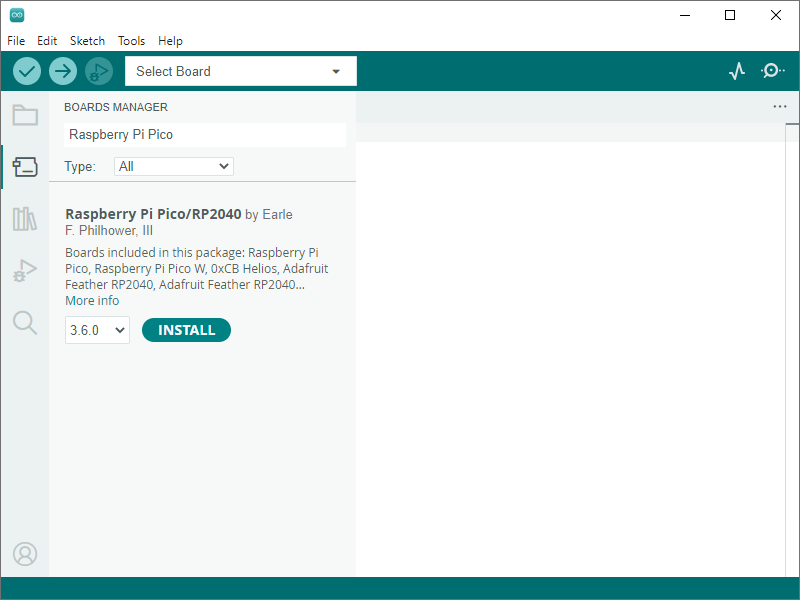 File Edit Sketch Tools Help
Select Board
BOARDS MANAGER
Raspberry Pi Pico
Type: All
Raspberry Pi Pico/RP2040 by Earle
F. Philhower, III
Boards included in this package: Raspberry Pi
Pico, Raspberry Pi Pico W, 0xCB Helios, Adafruit
Feather RP2040, Adafruit Feather RP2040...
More info
3.6.0 INSTALL